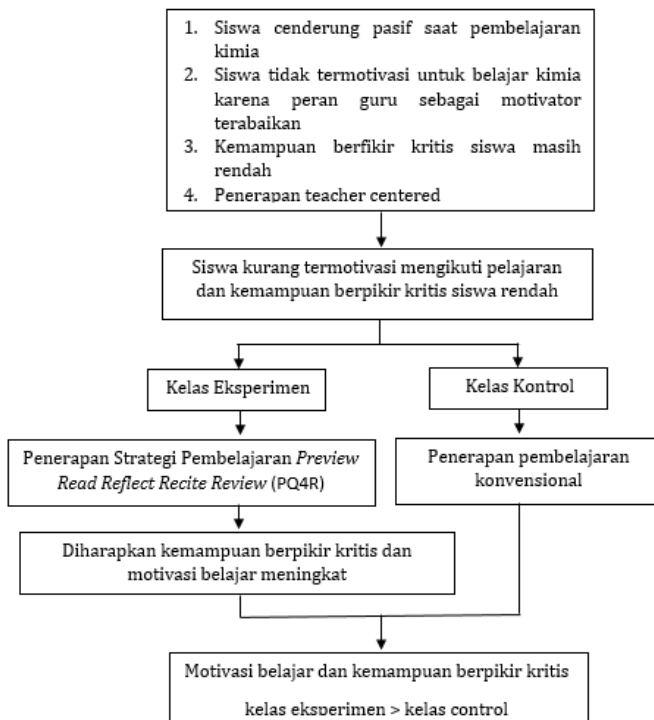 1. Siswa cenderung pasif saat pembelajaran
kimia
2. Siswa tidak termotivasi untuk belajar kimia
karena peran guru sebagai motivator
terabaikan
3. Kemampuan berfikir kritis siswa masih
rendah
4. Penerapan teacher centered
Siswa kurang termotivasi mengikuti pelajaran
dan kemampuan berpikir kritis siswa rendah
Kelas Eksperimen
Kelas Kontrol
Penerapan Strategi Pembelajaran Preview
Read Reflect Recite Review (PQ4R)
Penerapan pembelajaran
konvensional
Diharapkan kemampuan berpikir kritis dan
motivasi belajar meningkat
Motivasi belajar dan kemampuan berpikir kritis
kelas eksperimen > kelas control